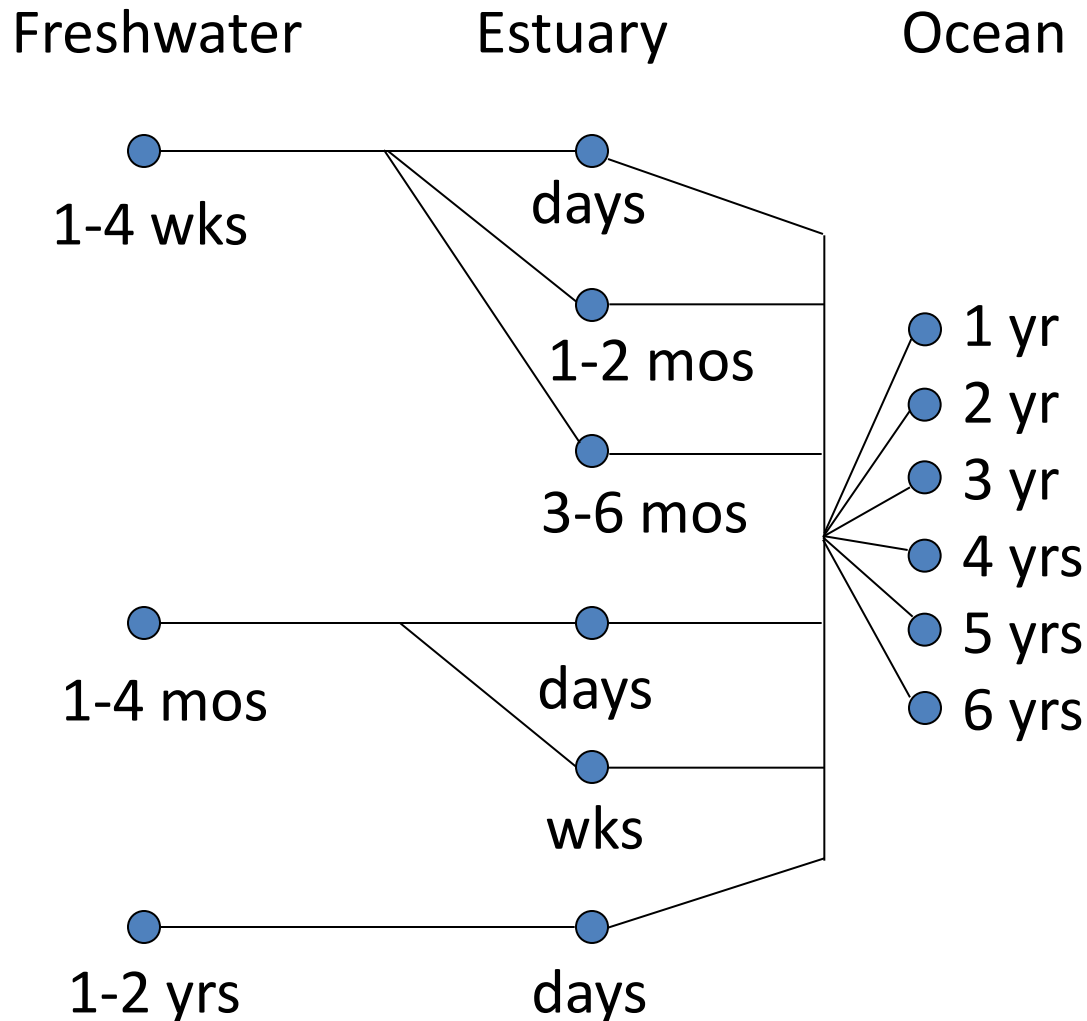 Freshwater Estuary Ocean
1-4 wks
days
1-2 mos
3-6 mos
1-4 mos
days
wks
1-2 yrs
days
1 yr
2 yr
3 yr
4 yrs
5 yrs
6 yrs